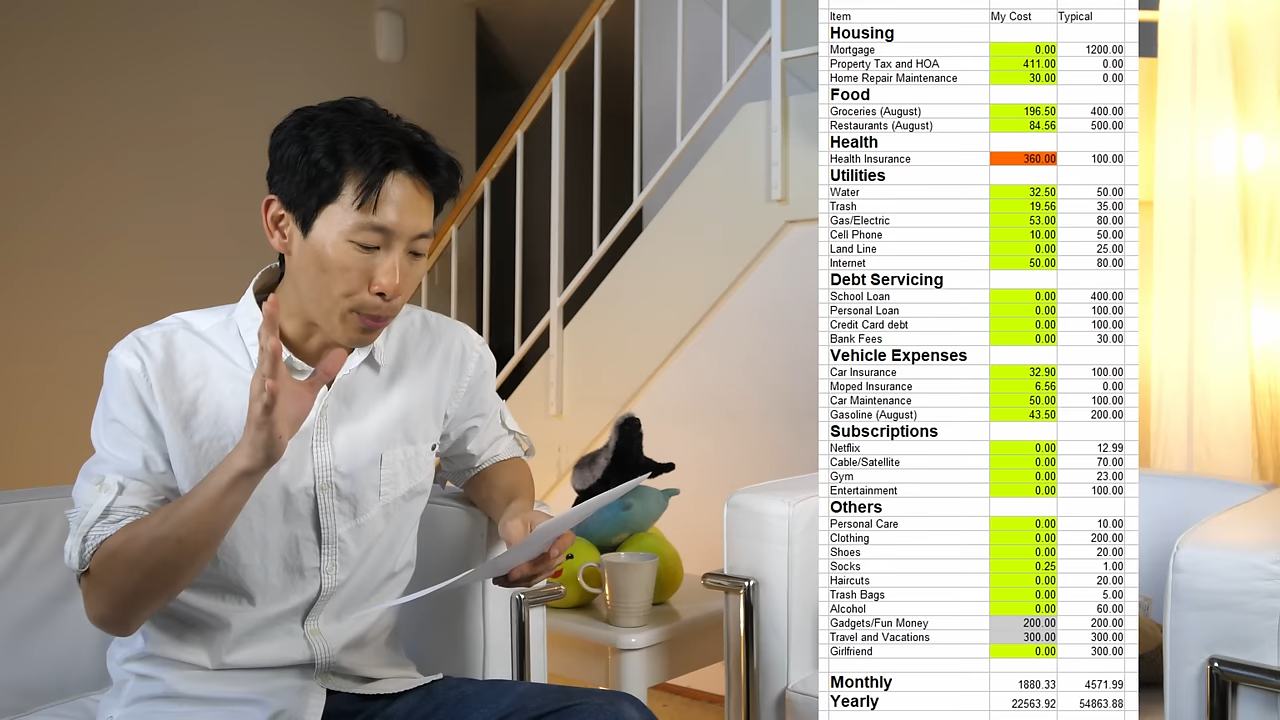 Item My Cost Typical
Housing
Mortgage 0.00 1200.00
Property Tax and HOA 411.00 0.00
Home Repair Maintenance 30.00 0.00
Food
Groceries (August) 196.50 400.00
Restaurants (August) 84.56 500.00
Health
Health Insurance 360.00 100.00
Utilities
Water 32.50 50.00
Trash 19.56 35.00
Gas/Electric 53.00 80.00
Cell Phone 10.00 50.00
Land Line 0.00 25.00
Internet 50.00 80.00
Debt Servicing
School Loan 0.00 400.00
Personal Loan 0.00 100.00
Credit Card debt 0.00 100.00
Bank Fees 0.00 30.00
Vehicle Expenses
Car Insurance 32.90 100.00
Moped Insurance 6.56 0.00
Car Maintenance 50.00 100.00
Gasoline (August) 43.50 200.00
Subscriptions
Netflix 0.00 12.99
Cable/Satellite 0.00 70.00
Gym 0.00 23.00
Entertainment 0.00 100.00
Others
Personal Care 0.00 10.00
Clothing 0.00 200.00
Shoes 0.00 20.00
Socks 0.25 1.00
Haircuts 0.00 20.00
Trash Bags 0.00 5.00
Alcohol 0.00 60.00
Gadgets/Fun Money 200.00 200.00
Travel and Vacations 300.00 300.00
Girlfriend 0.00 300.00
Monthly 1880.33 4571.99
Yearly 22563.92 54863.88